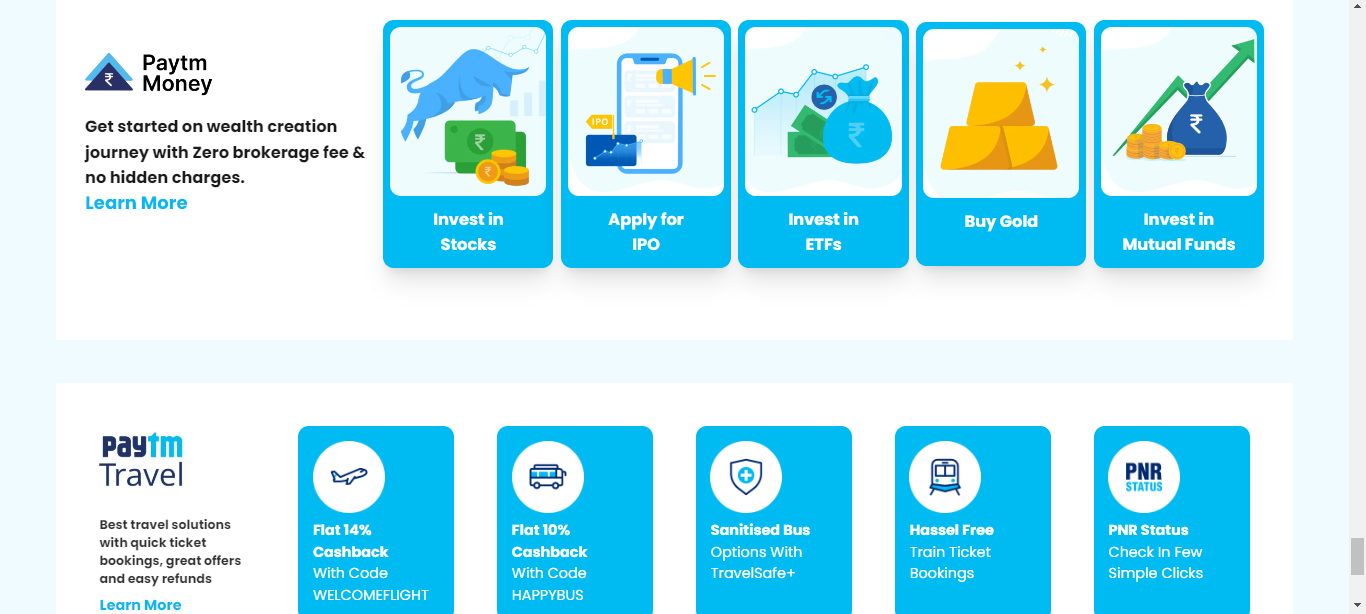 Paytm
Money
Get started on wealth creation
journey with Zero brokerage fee &
no hidden charges.
Learn More
Invest in
Stocks
IPO
Apply for
IPO
Invest in
ETFs
Buy Gold
Invest in
Mutual Funds
paytm
Travel
Best travel solutions
with quick ticket
bookings, great offers
and easy refunds
Learn More
Flat 14%
Cashback
With Code
WELCOMEFLIGHT
Flat 10%
Cashback
With Code
HAPPYBUS
Sanitised Bus
Options With
TravelSafe+
Hassel Free
Train Ticket
Bookings
PNR
STATUS
PNR Status
Check In Few
Simple Clicks